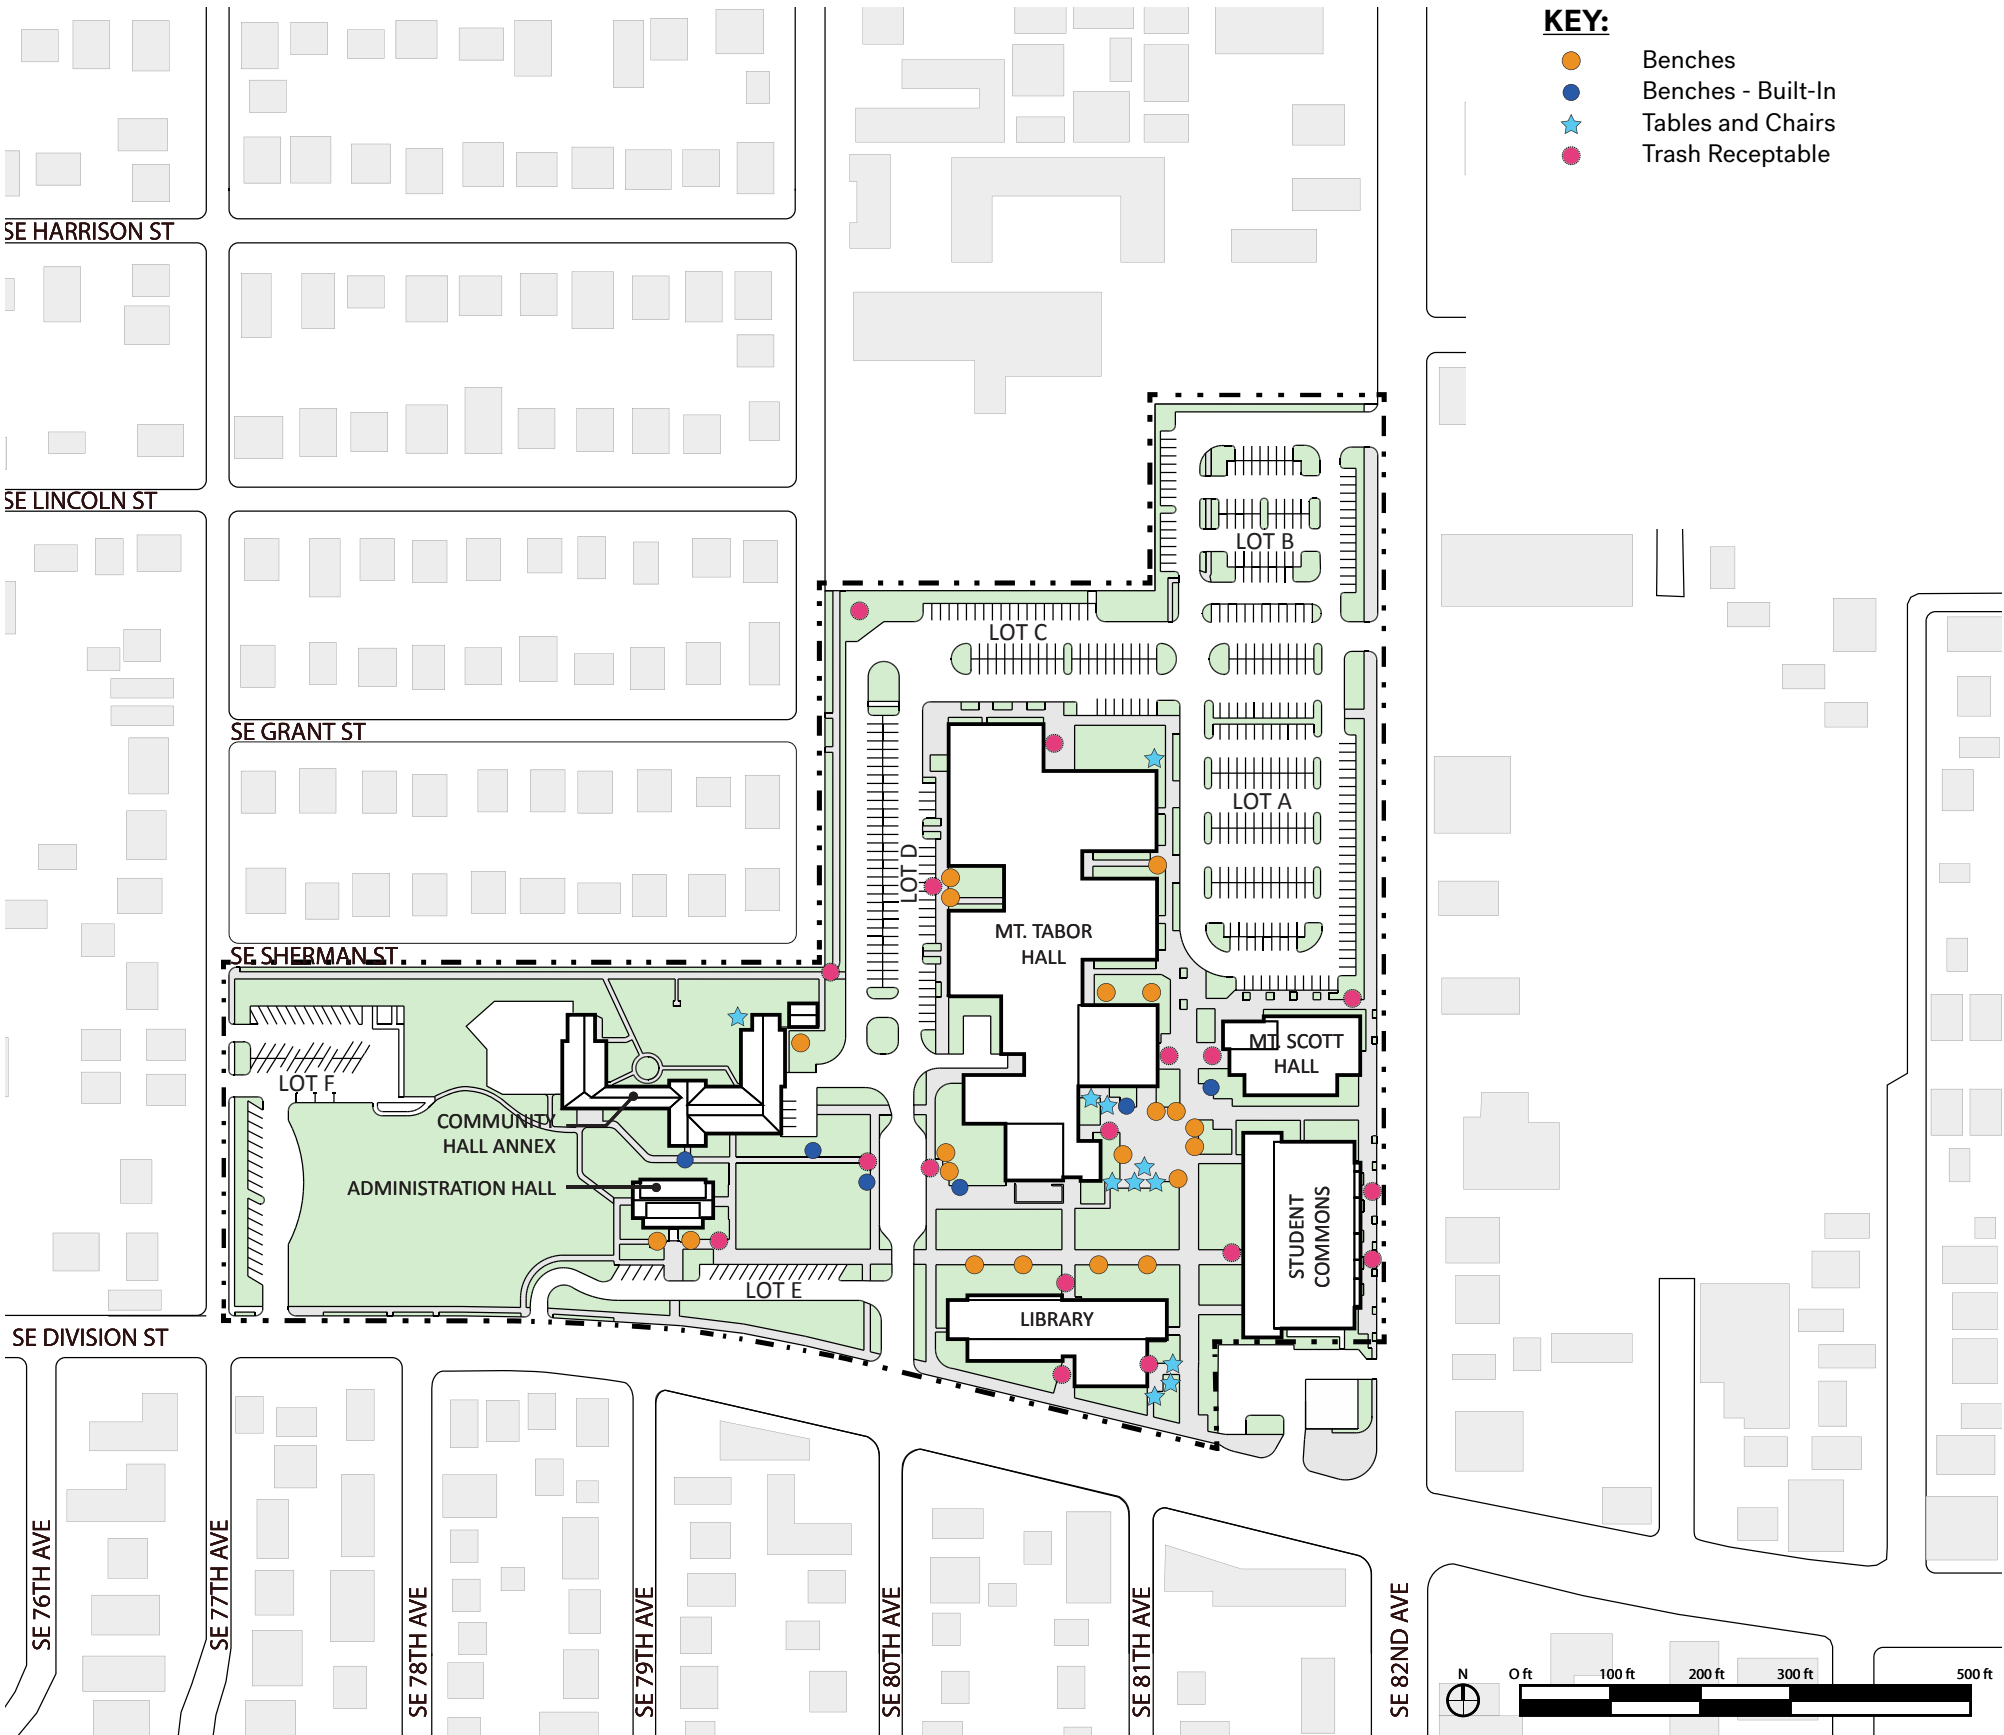 KEY:
Benches
Benches - Built-In
Tables and Chairs
Trash Receptable
SE HARRISON ST
SE LINCOLN ST
LOT B
LOT C
SE GRANT ST
LOT A
LOT D
MT. TABOR
HALL
SE SHERMAN ST
MT. SCOTT
HALL
LOT F
COMMUNITY
HALL ANNEX
ADMINISTRATION HALL
STUDENT
COMMONS
LOT E
LIBRARY
SE DIVISION ST
SE 76TH AVE
SE 77TH AVE
SE 78TH AVE
SE 79TH AVE
SE 80TH AVE
SE 81TH AVE
SE 82ND AVE
N
O ft
100 ft
200 ft
300 ft
500 ft